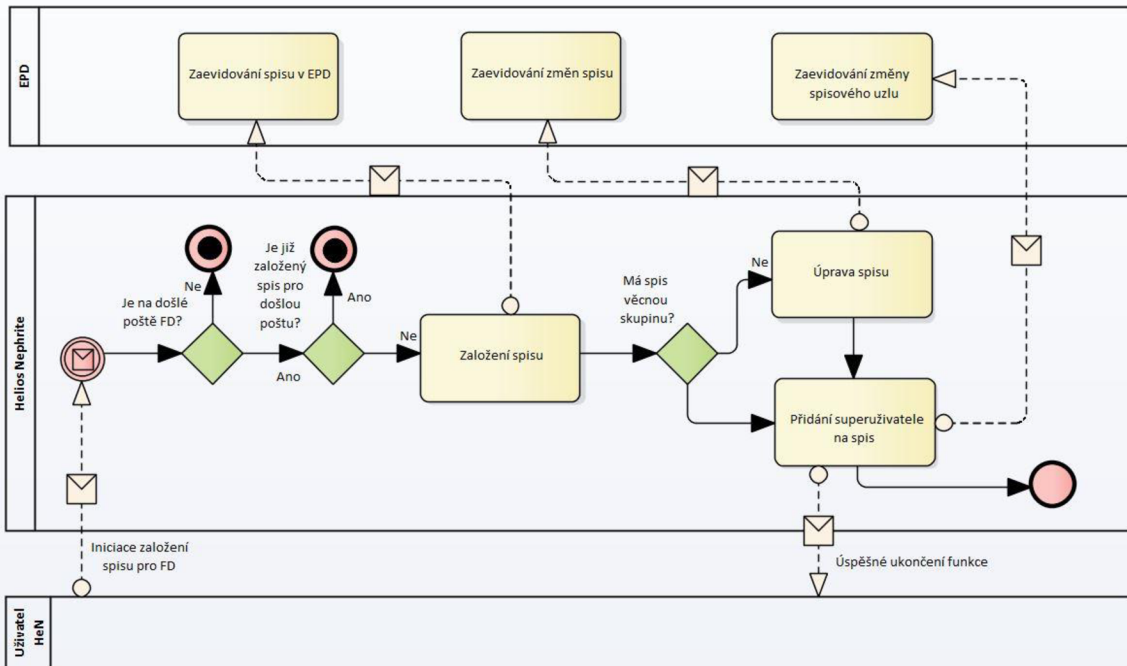 EPD
Zaevidování spisu v EPD
Zaevidování změn spisu
Zaevidování změny
spisového uzlu
Helios Nephrite
Je na došlé
poště FD?
Ne
Ano
Je již
založený
spis pro
došlou
poštu?
Ano
Ne
Založení spisu
Má spis
věcnou
skupinu?
Ne
Úprava spisu
Přidání superuživatele
na spis
Iniciace založení
spisu pro FD
Úspěšné ukončení funkce
Uživatel
HeN